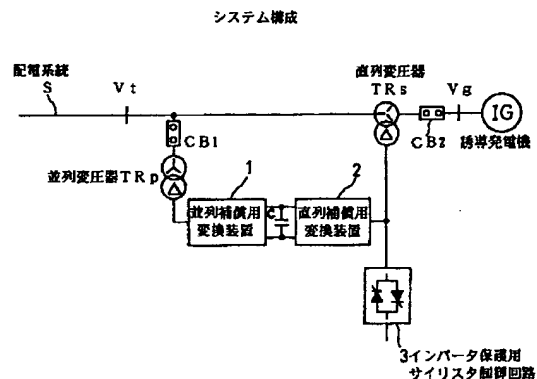 システム構成
配電系統
S
Vt
直列変圧器
TRs
Vg
IG
CB1
CB2
誘導発電機
並列変圧器TRp
1
2
並列補償用
変換装置
C
直列補償用
変換装置
3インバータ保護用
サイリスタ制御回路